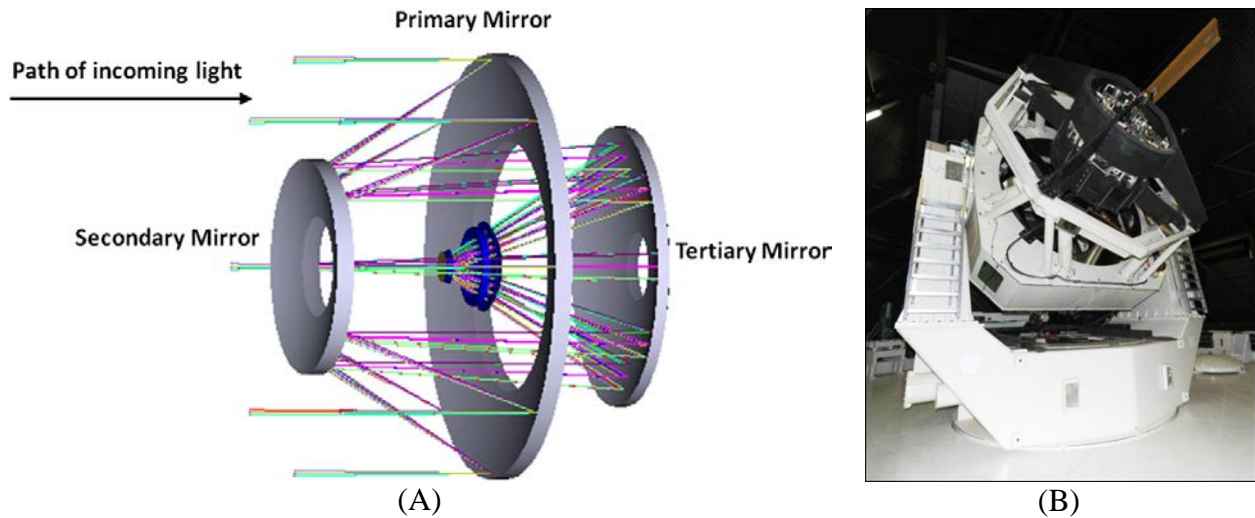 Primary Mirror
Path of incoming light
Secondary Mirror
Tertiary Mirror
(A)
(B)